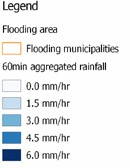 Legend
Flooding area
Flooding municipalities
60min aggregated rainfall
0.0 mm/hr
1.5 mm/hr
3.0 mm/hr
4.5 mm/hr
6.0 mm/hr